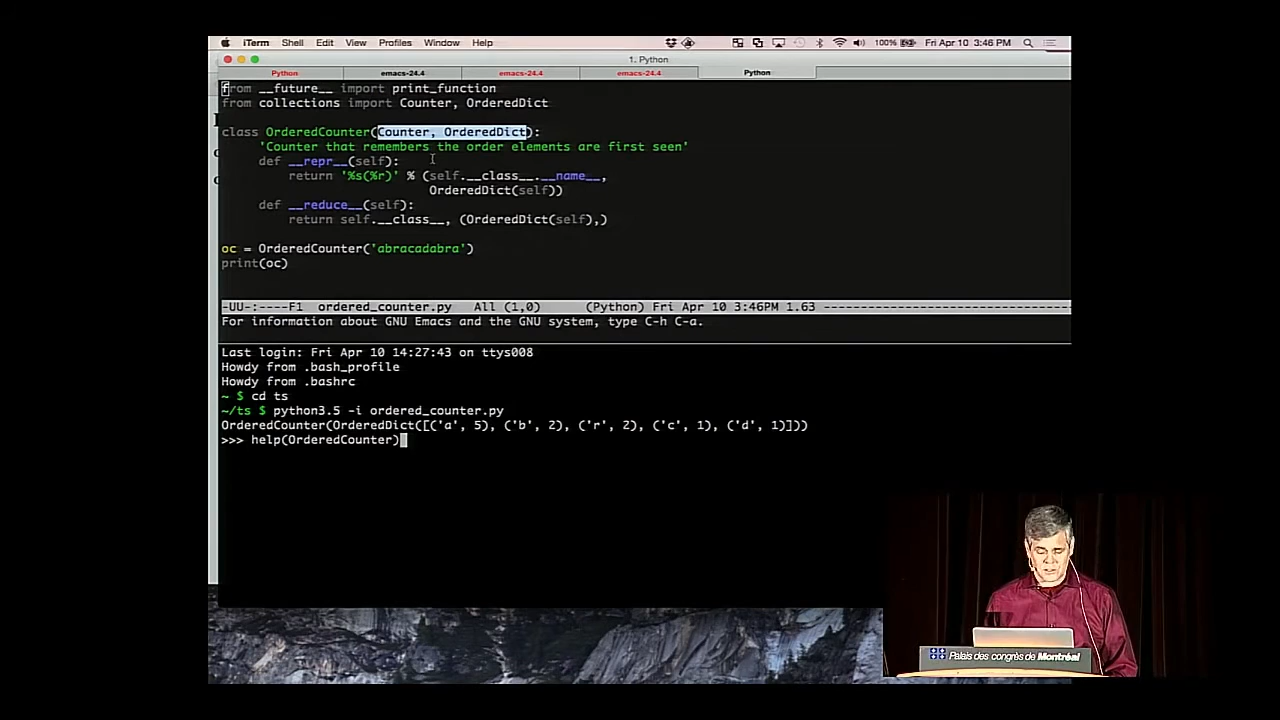 iTerm Shell Edit View Profiles Window Help 100% Fri Apr 10 3:46 PM
1. Python
Python emacs-24.4 emacs-24.4 emacs-24.4 Python
from __future__ import print_function
from collections import Counter, OrderedDict
class OrderedCounter(Counter, OrderedDict):
'Counter that remembers the order elements are first seen'
def __repr__(self):
return '%s(%r)' % (self.__class__.__name__,
OrderedDict(self))
def __reduce__(self):
return self.__class__, (OrderedDict(self),)
oc = OrderedCounter('abracadabra')
print(oc)
-UU-:----F1 ordered_counter.py All (1,0) (Python) Fri Apr 10 3:46PM 1.63 ----------------------------------
For information about GNU Emacs and the GNU system, type C-h C-a.
Last login: Fri Apr 10 14:27:43 on ttys008
Howdy from .bash_profile
Howdy from .bashrc
~ $ cd ts
~/ts $ python3.5 -i ordered_counter.py
OrderedCounter(OrderedDict([('a', 5), ('b', 2), ('r', 2), ('c', 1), ('d', 1)]))
>>> help(OrderedCounter)
Palais des congrès de Montréal